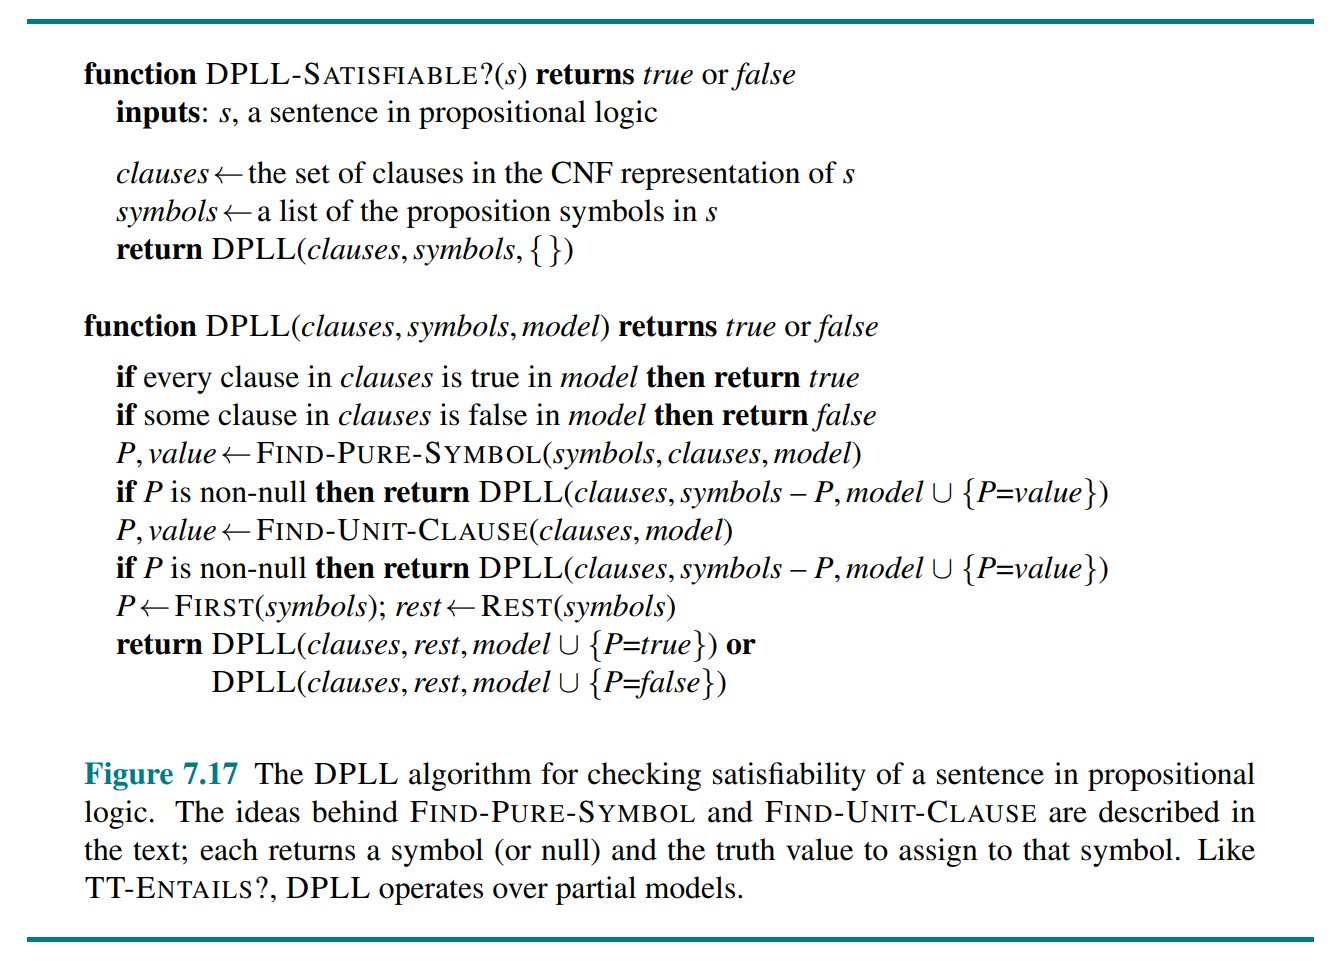 function DPLL-SATISFIABLE?(s) returns true or false
inputs: s, a sentence in propositional logic
clauses ← the set of clauses in the CNF representation of s
symbols ← a list of the proposition symbols in s
return DPLL(clauses, symbols, { })
function DPLL(clauses, symbols, model) returns true or false
if every clause in clauses is true in model then return true
if some clause in clauses is false in model then return false
P, value ← FIND-PURE-SYMBOL(symbols, clauses, model)
if P is non-null then return DPLL(clauses, symbols – P, model ∪ {P=value})
P, value ← FIND-UNIT-CLAUSE(clauses, model)
if P is non-null then return DPLL(clauses, symbols – P, model ∪ {P=value})
P ← FIRST(symbols); rest ← REST(symbols)
return DPLL(clauses, rest, model ∪ {P=true}) or
DPLL(clauses, rest, model ∪ {P=false})
Figure 7.17 The DPLL algorithm for checking satisfiability of a sentence in propositional
logic. The ideas behind FIND-PURE-SYMBOL and FIND-UNIT-CLAUSE are described in
the text; each returns a symbol (or null) and the truth value to assign to that symbol. Like
TT-ENTAILS?, DPLL operates over partial models.